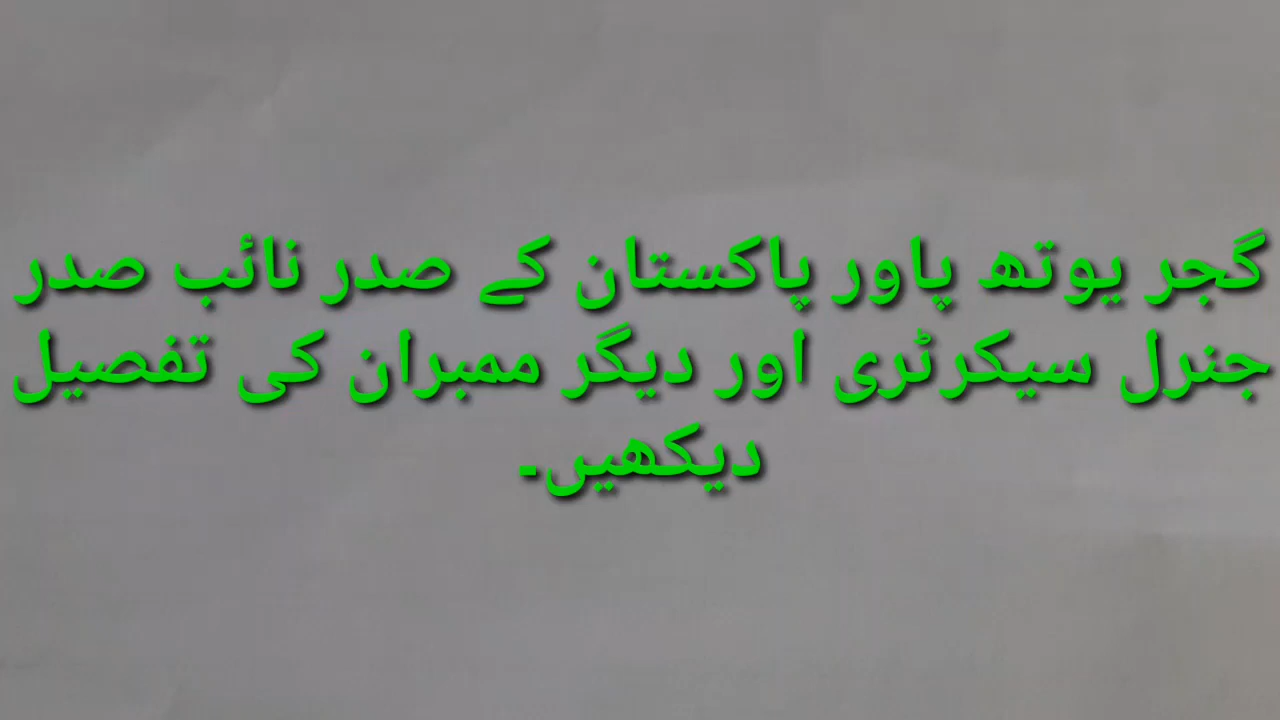 گجر یوتھ پاور پاکستان کے صدر نائب صدر
جنرل سیکرٹری اور دیگر ممبران کی تفصیل
دیکھیں۔